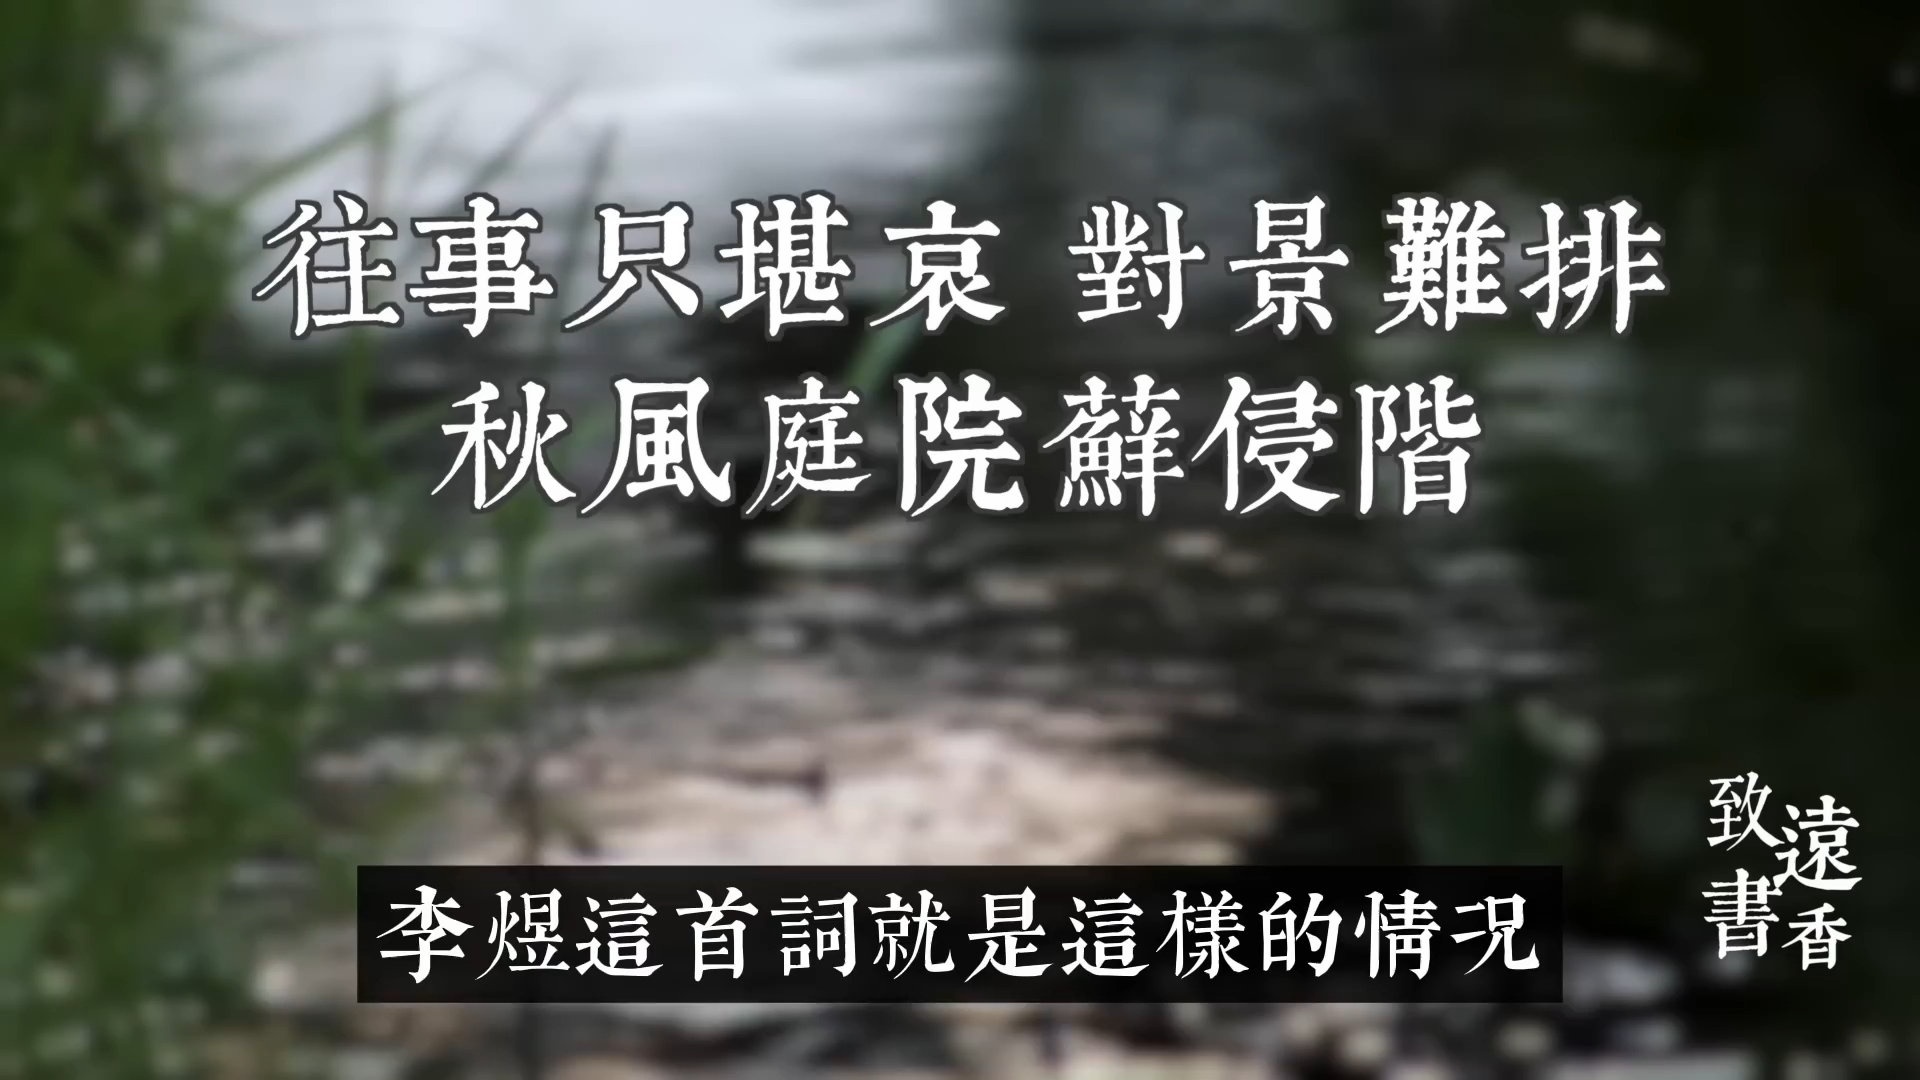 往事只堪哀 對景難排
秋風庭院蘚侵階
致遠書香
李煜這首詞就是這樣的情況